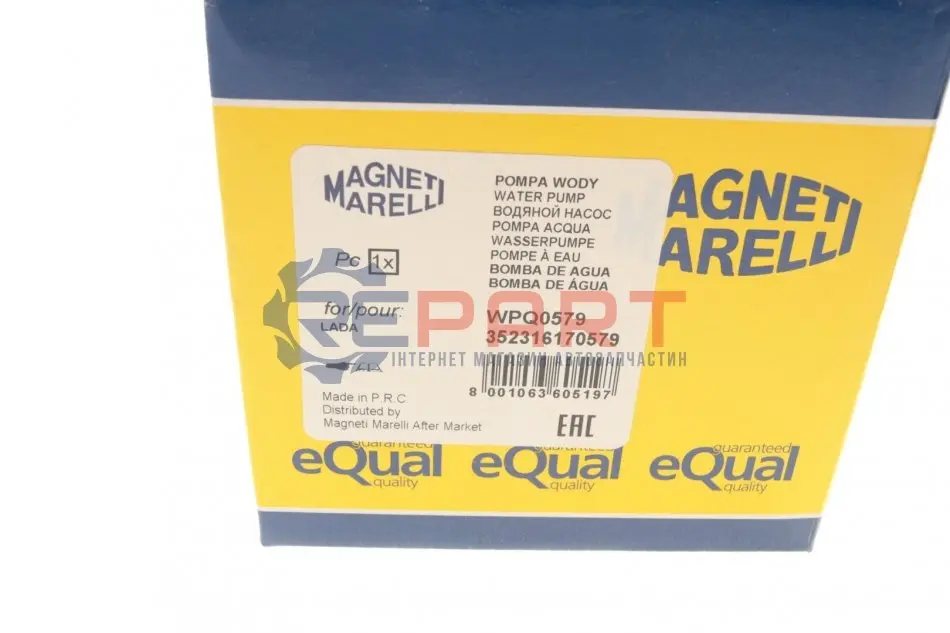 MAGNETI
MARELLI
Pc 1x
for/pour:
LADA
Made in P.R.C
Distributed by
Magneti Marelli After Market
POMPA WODY
WATER PUMP
ВОДЯНОЙ НАСОС
POMPA ACQUA
WASSERPUMPE
POMPE À EAU
BOMBA DE AGUA
BOMBA DE ÁGUA
WPQ0579
352316170579
8 001063 605197
EAC
MAGNETI
MARELLI
REPART
ІНТЕРНЕТ МАГАЗИН АВТОЗАПЧАСТИН
guaranteed
eQual
quality
guaranteed
eQual
quality
guaranteed
eQual
quality